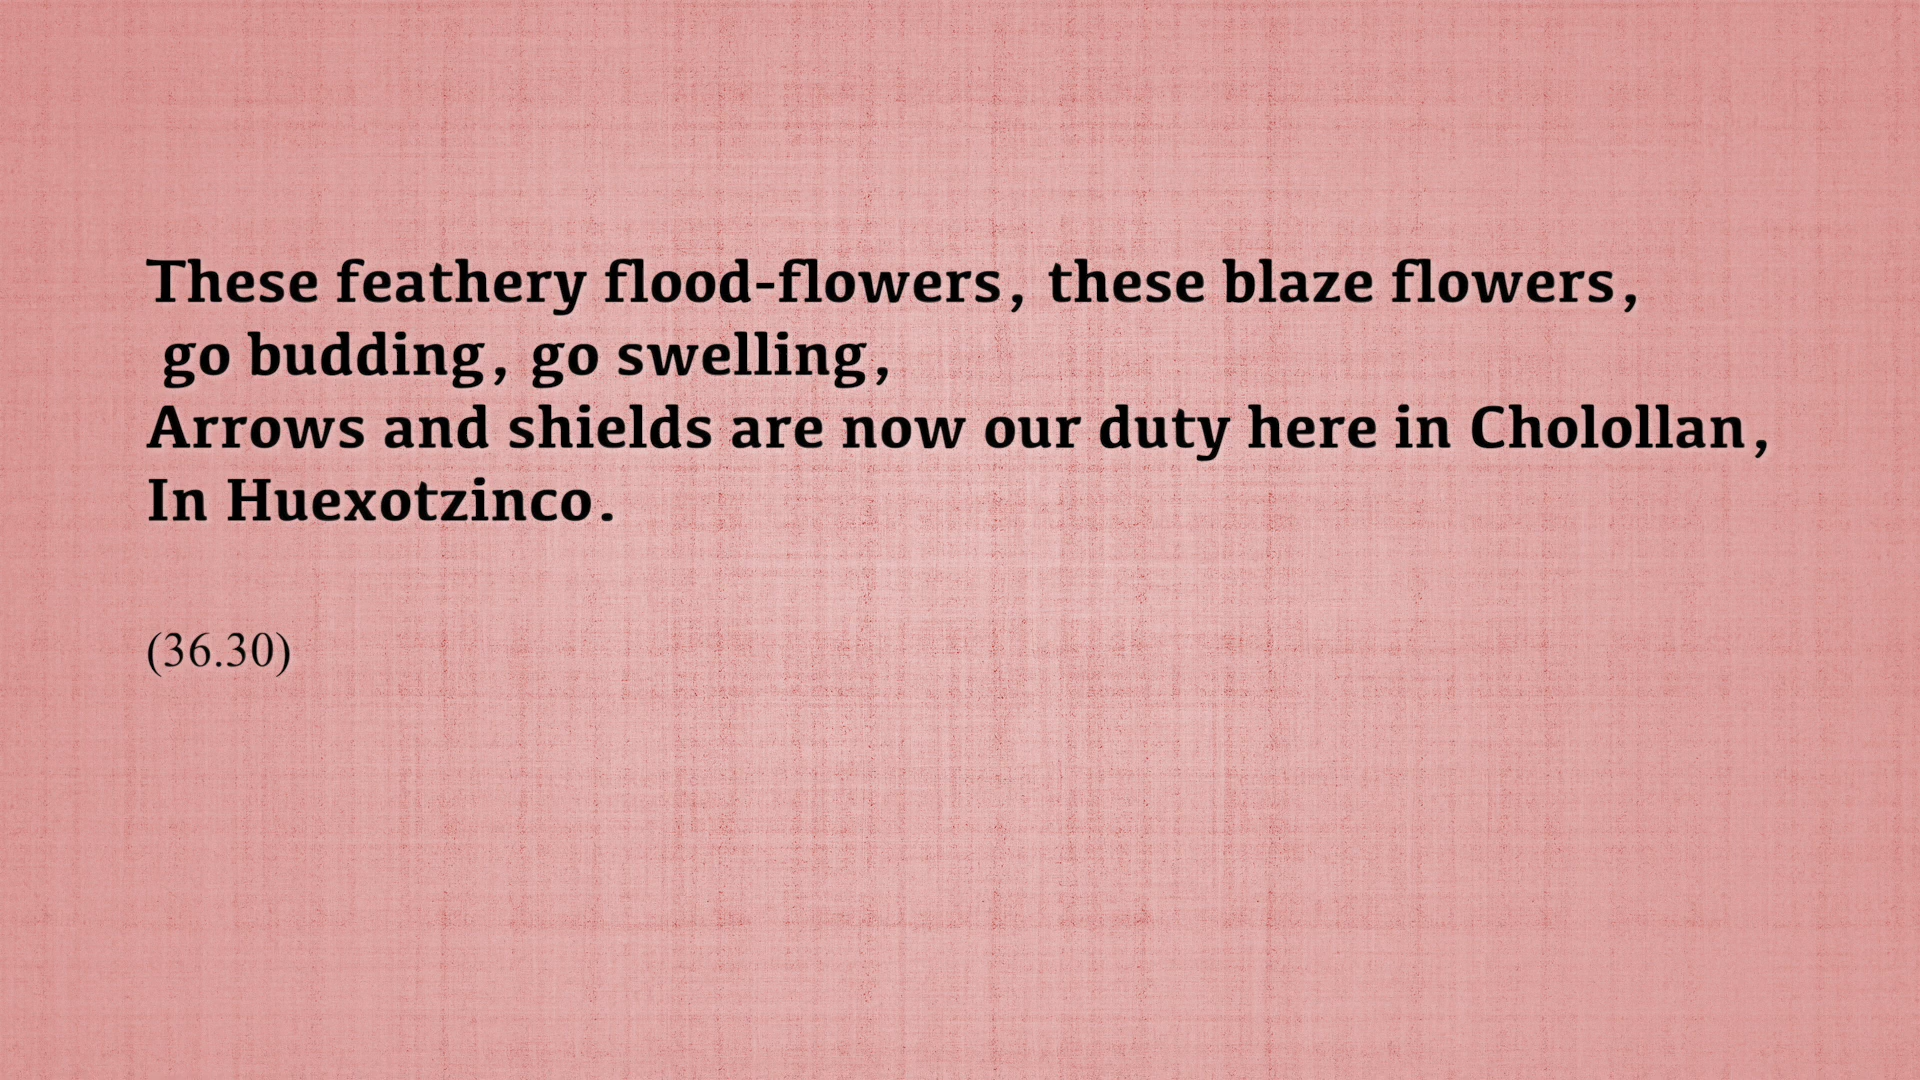 These feathery flood-flowers, these blaze flowers,
go budding, go swelling,
Arrows and shields are now our duty here in Cholollan,
In Huexotzinco.
(36.30)